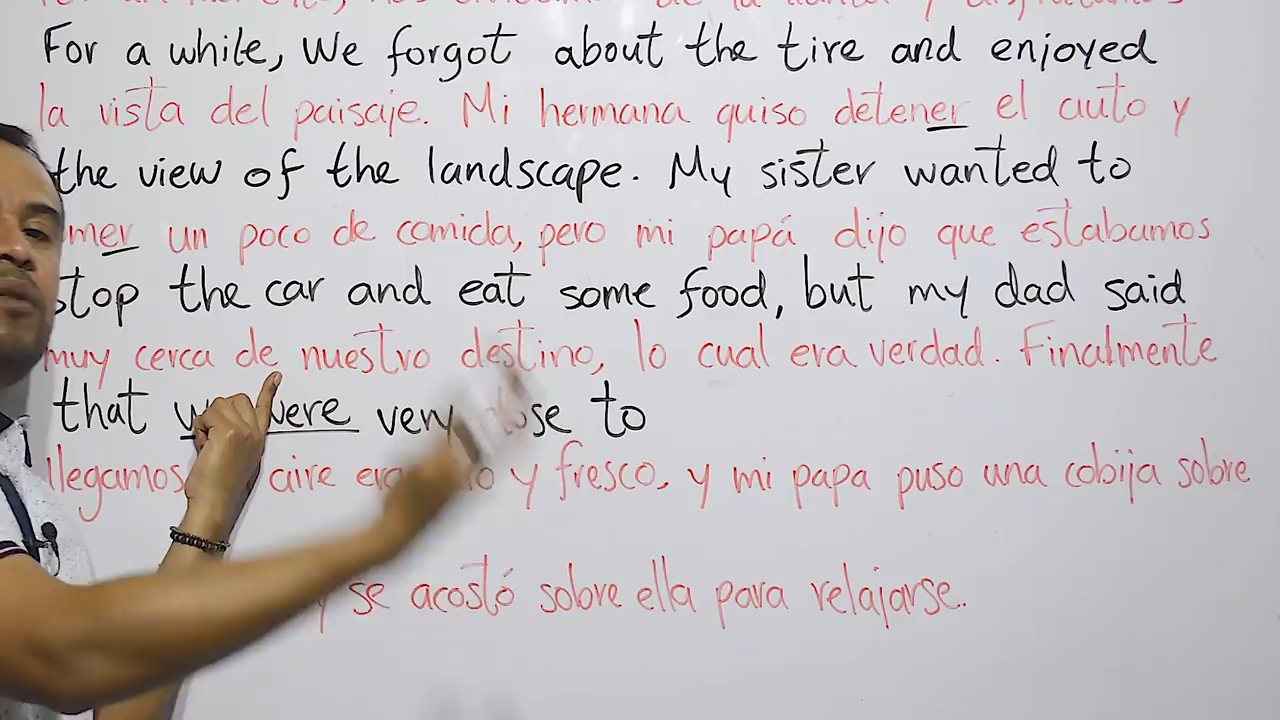 For a while, We forgot about the tire and enjoyed
la vista del paisaje. Mi hermana quiso detener el auto y
the view of the landscape. My sister wanted to
un poco de comida, pero mi papá dijo que estabamos
stop the car and eat some food, but my dad said
muy cerca de nuestro destino, lo cual era verdad. Finalmente
that were very to
llegamos aire y fresco, y mi papa puso una cobija sobre
y se acostó sobre ella para relajarse.